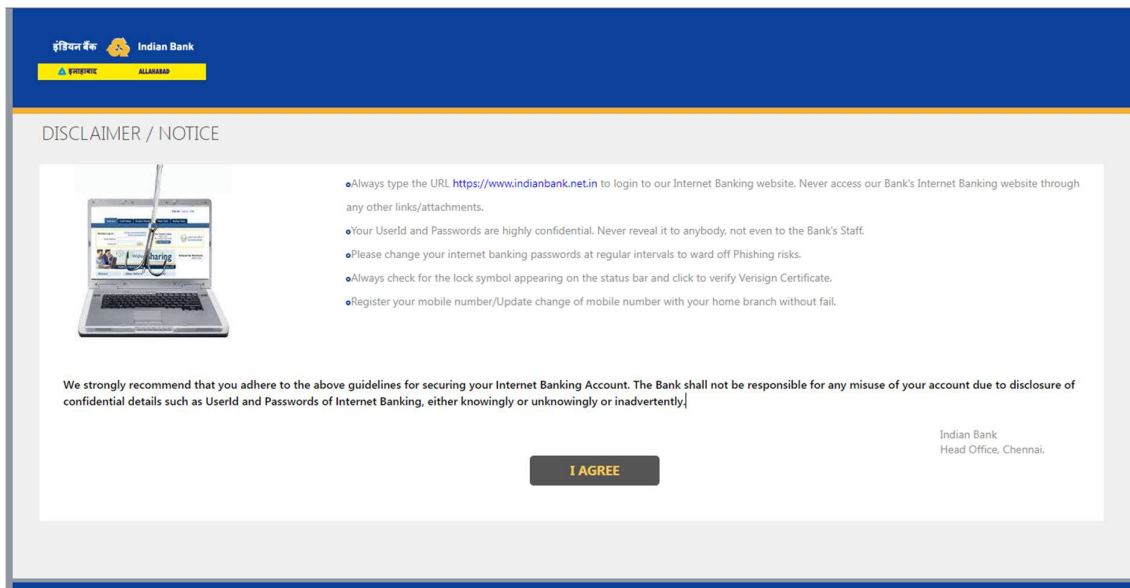 इंडियन बैंक Indian Bank
इलाहाबाद ALLAHABAD
DISCLAIMER / NOTICE
Always type the URL https://www.indianbank.net.in to login to our Internet Banking website. Never access our Bank's Internet Banking website through
any other links/attachments.
Your UserId and Passwords are highly confidential. Never reveal it to anybody, not even to the Bank's Staff.
Please change your internet banking passwords at regular intervals to ward off Phishing risks.
Always check for the lock symbol appearing on the status bar and click to verify Verisign Certificate.
Register your mobile number/Update change of mobile number with your home branch without fail.
We strongly recommend that you adhere to the above guidelines for securing your Internet Banking Account. The Bank shall not be responsible for any misuse of your account due to disclosure of
confidential details such as UserId and Passwords of Internet Banking, either knowingly or unknowingly or inadvertently.
Indian Bank
Head Office, Chennai.
I AGREE